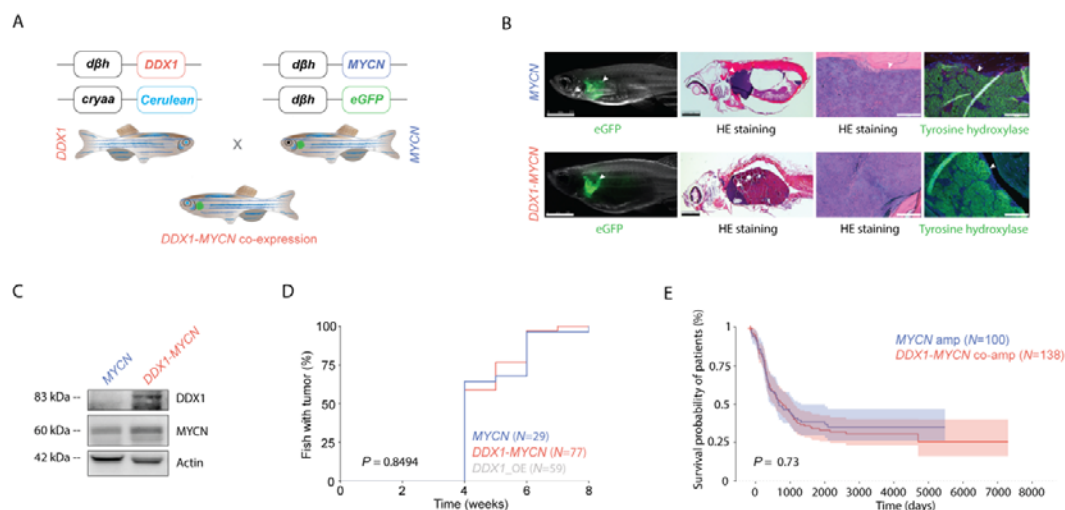 A
dβh DDX1
cryaa Cerulean
dβh MYCN
dβh eGFP
DDX1
X
MYCN
DDX1-MYCN co-expression
B
MYCN
eGFP
HE staining
HE staining
Tyrosine hydroxylase
DDX1-MYCN
eGFP
HE staining
HE staining
Tyrosine hydroxylase
C
MYCN
DDX1-MYCN
83 kDa --
DDX1
60 kDa --
MYCN
42 kDa --
Actin
D
Fish with tumor (%)
100
75
50
25
0
MYCN (N=29)
DDX1-MYCN (N=77)
DDX1_OE (N=59)
P = 0.8494
0 2 4 6 8
Time (weeks)
E
Survival probability of patients (%)
1
0.75
0.50
0.25
0
MYCN amp (N=100)
DDX1-MYCN co-amp (N=138)
P = 0.73
0 1000 2000 3000 4000 5000 6000 7000 8000
Time (days)